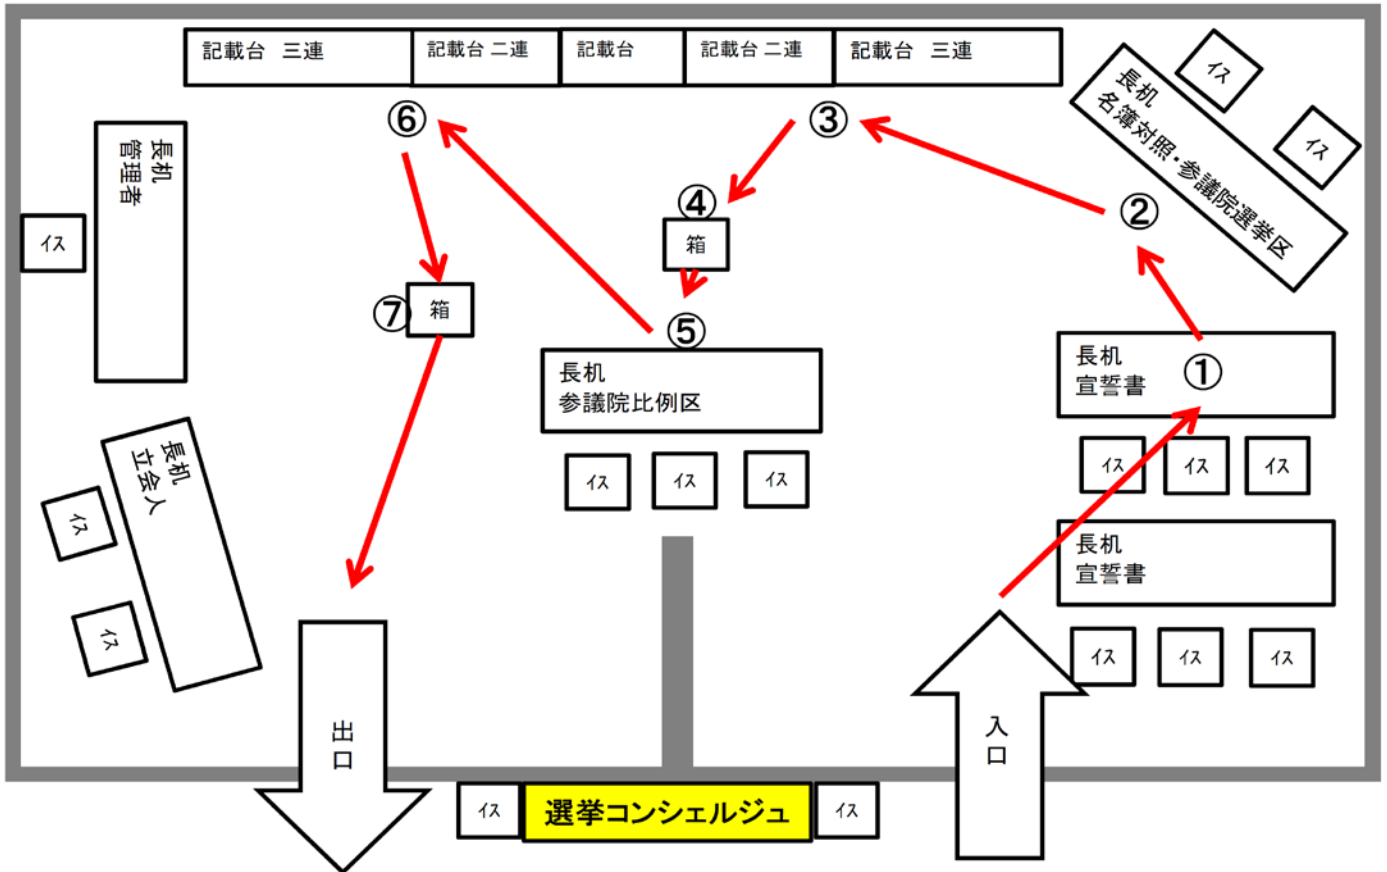 記載台 三連
記載台 二連
記載台
記載台 二連
記載台 三連
イス
イス
長机
名簿対照・参議院選挙区
⑥
③
②
④
箱
長机
管理者
イス
⑦
箱
⑤
長机
参議院比例区
イス
イス
イス
長机
宣誓書
①
イス
イス
イス
長机
宣誓書
イス
イス
イス
長机
立会人
イス
イス
出口
入口
イス
選挙コンシェルジュ
イス